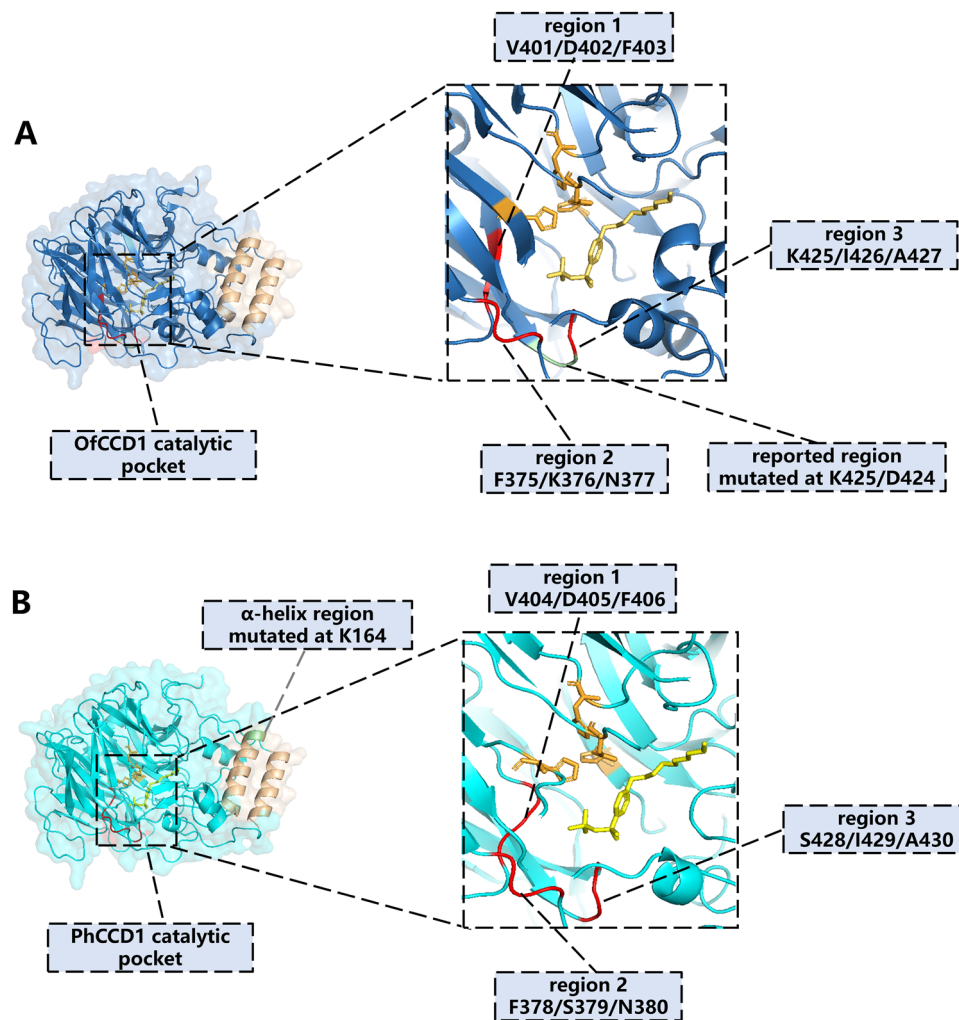 region 1
V401/D402/F403
A
region 3
K425/I426/A427
OfCCD1 catalytic
pocket
region 2
F375/K376/N377
reported region
mutated at K425/D424
B
region 1
V404/D405/F406
α-helix region
mutated at K164
region 3
S428/I429/A430
PhCCD1 catalytic
pocket
region 2
F378/S379/N380